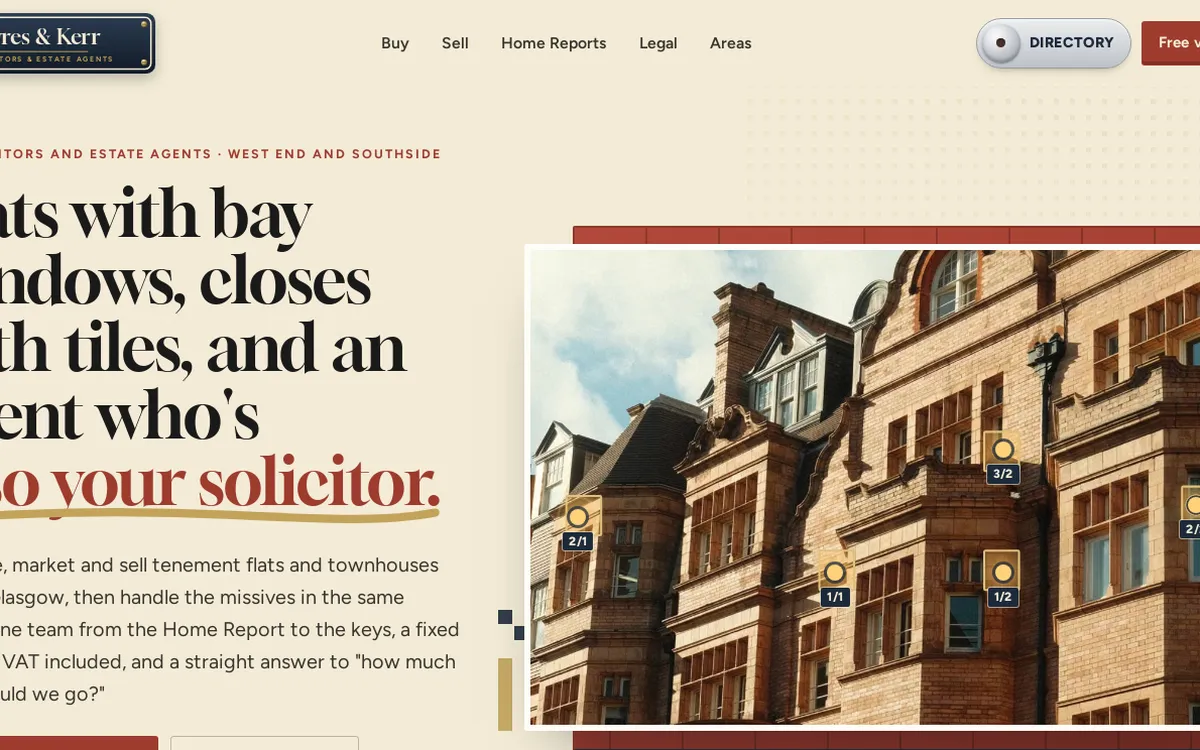 res & Kerr
TORS & ESTATE AGENTS
Buy
Sell
Home Reports
Legal
Areas
DIRECTORY
Free v
ITORS AND ESTATE AGENTS · WEST END AND SOUTHSIDE
ats with bay
ndows, closes
th tiles, and an
ent who's
so your solicitor.
e, market and sell tenement flats and townhouses
lasgow, then handle the missives in the same
ne team from the Home Report to the keys, a fixed
VAT included, and a straight answer to "how much
uld we go?"
3/2
2/1
1/1
1/2
2/